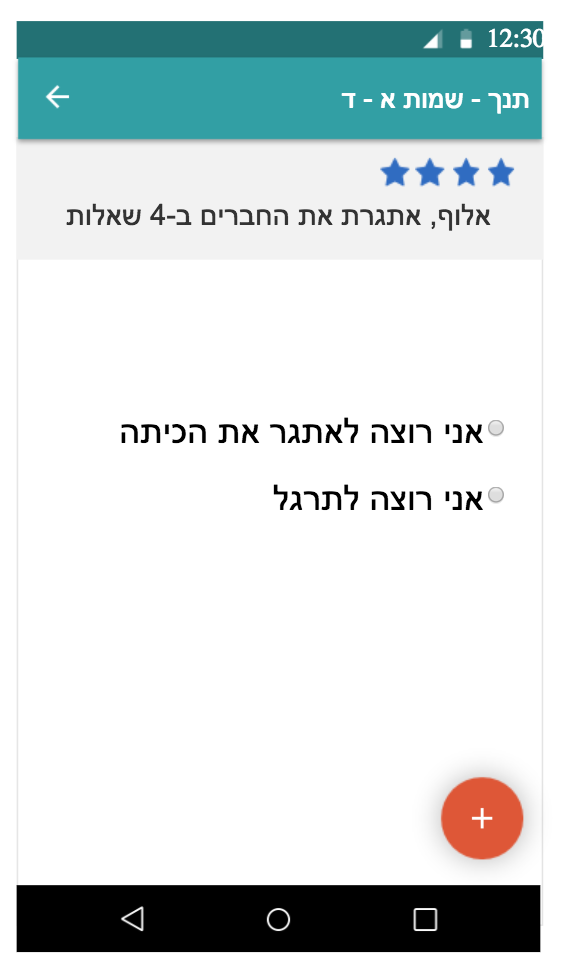 12:30
תנך - שמות א - ד
אלוף, אתגרת את החברים ב-4 שאלות
אני רוצה לאתגר את הכיתה
אני רוצה לתרגל
+